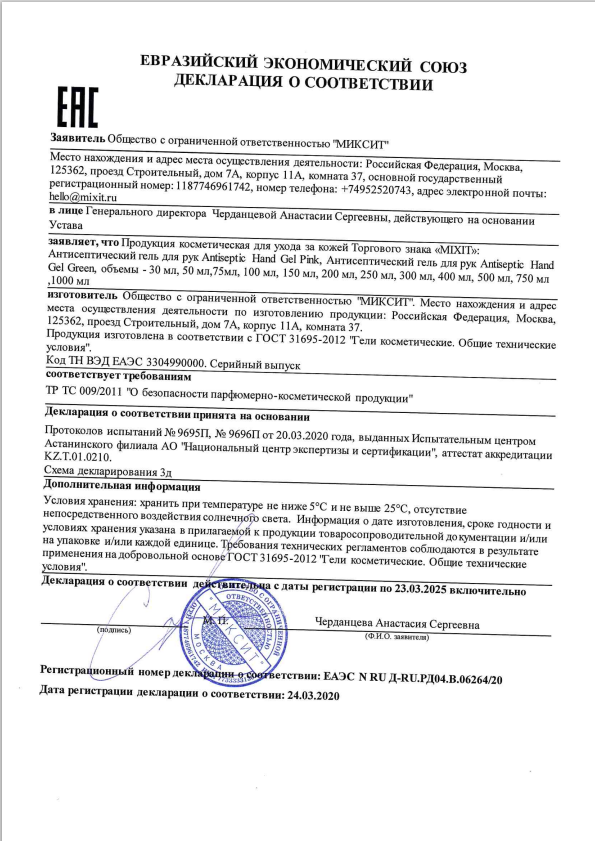 ЕВРАЗИЙСКИЙ ЭКОНОМИЧЕСКИЙ СОЮЗ
ДЕКЛАРАЦИЯ О СООТВЕТСТВИИ
ЕАС
Заявитель Общество с ограниченной ответственностью "МИКСИТ"
Место нахождения и адрес места осуществления деятельности: Российская Федерация, Москва,
125362, проезд Строительный, дом 7А, корпус 11А, комната 37, основной государственный
регистрационный номер: 1187746961742, номер телефона: +74952520743, адрес электронной почты:
hello@mixit.ru
в лице Генерального директора Черданцевой Анастасии Сергеевны, действующего на основании
Устава
заявляет, что Продукция косметическая для ухода за кожей Торгового знака «MIXIT»:
Антисептический гель для рук Antiseptic Hand Gel Pink, Антисептический гель для рук Antiseptic Hand
Gel Green, объемы - 30 мл, 50 мл,75мл, 100 мл, 150 мл, 200 мл, 250 мл, 300 мл, 400 мл, 500 мл, 750 мл
,1000 мл
изготовитель Общество с ограниченной ответственностью "МИКСИТ". Место нахождения и адрес
места осуществления деятельности по изготовлению продукции: Российская Федерация, Москва,
125362, проезд Строительный, дом 7А, корпус 11А, комната 37.
Продукция изготовлена в соответствии с ГОСТ 31695-2012 "Гели косметические. Общие технические
условия".
Код ТН ВЭД ЕАЭС 3304990000. Серийный выпуск
соответствует требованиям
ТР ТС 009/2011 "О безопасности парфюмерно-косметической продукции"
Декларация о соответствии принята на основании
Протоколов испытаний № 9695П, № 9696П от 20.03.2020 года, выданных Испытательным центром
Астанинского филиала АО "Национальный центр экспертизы и сертификации", аттестат аккредитации
KZ.T.01.0210.
Схема декларирования 3д
Дополнительная информация
Условия хранения: хранить при температуре не ниже 5°С и не выше 25°С, отсутствие
непосредственного воздействия солнечного света. Информация о дате изготовления, сроке годности и
условиях хранения указана в прилагаемой к продукции товаросопроводительной документации и/или
на упаковке и/или каждой единице. Требования технических регламентов соблюдаются в результате
применения на добровольной основе ГОСТ 31695-2012 "Гели косметические. Общие технические
условия".
Декларация о соответствии действительна с даты регистрации по 23.03.2025 включительно
М. П. Черданцева Анастасия Сергеевна
(подпись) (Ф.И.О. заявителя)
"МИКСИТ"
МОСКВА
Регистрационный номер декларации о соответствии: ЕАЭС N RU Д-RU.РД04.В.06264/20
Дата регистрации декларации о соответствии: 24.03.2020